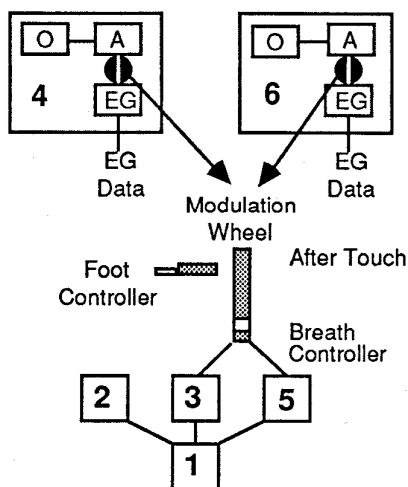 O A
4 EG
EG
Data
O A
6 EG
EG
Data
Modulation
Wheel
Foot
Controller
After Touch
Breath
Controller
2 3 5
1